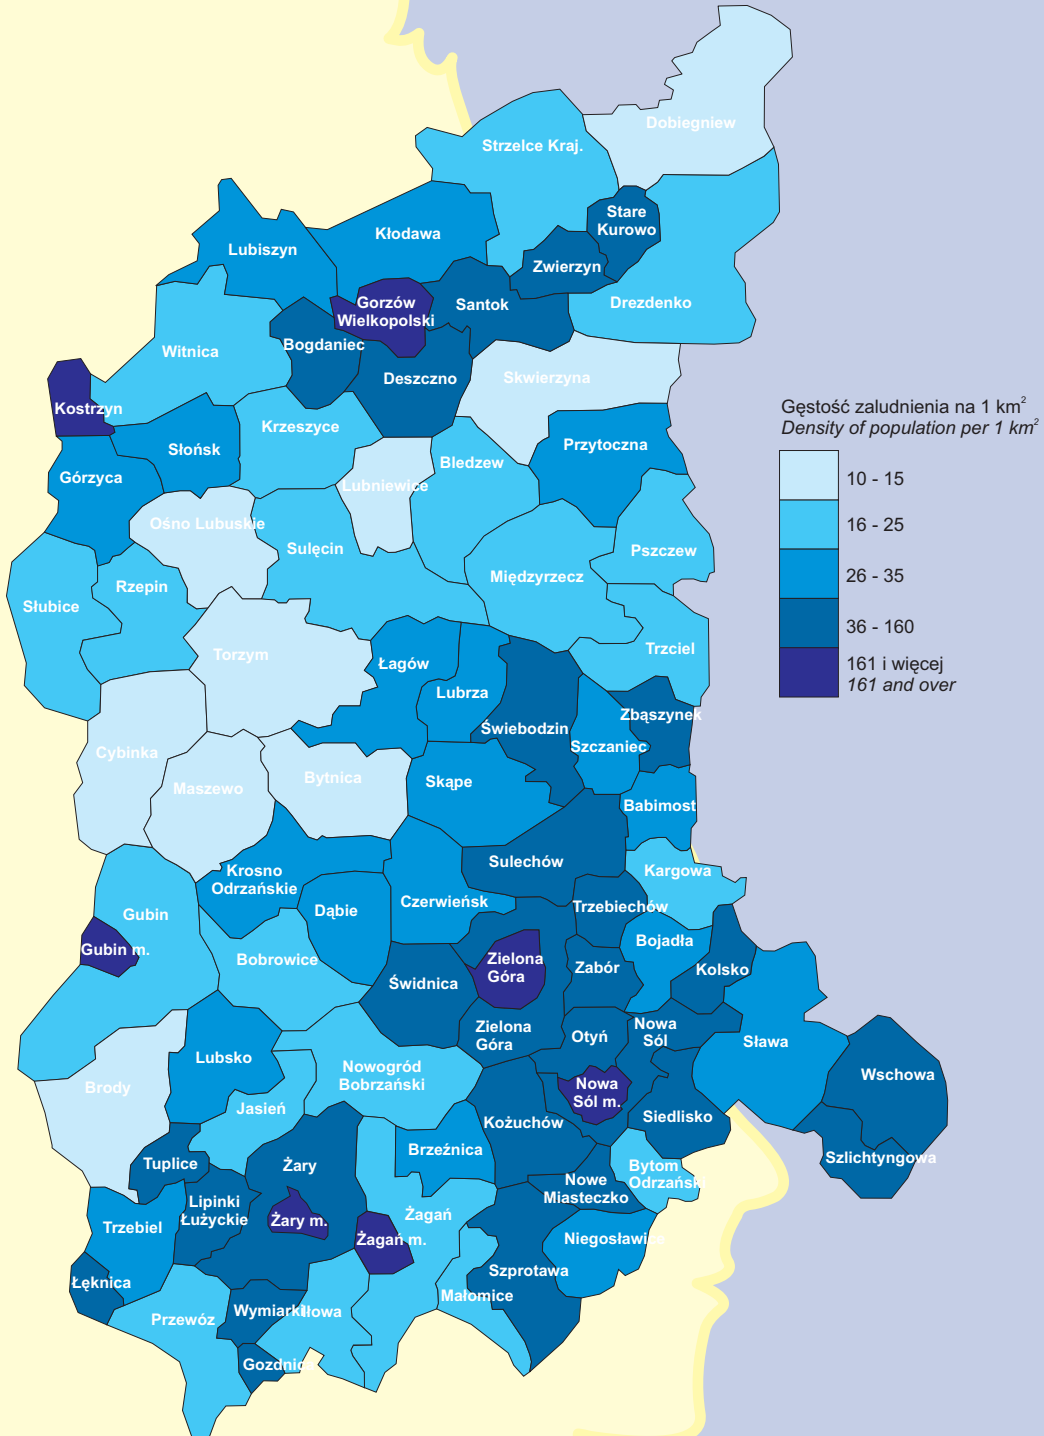 Dobiegniew
Strzelce Kraj.
Stare
Kurowo
Kłodawa
Lubiszyn
Zwierzyn
Drezdenko
Gorzów
Wielkopolski
Santok
Bogdaniec
Witnica
Deszczno
Skwierzyna
Kostrzyn
Krzeszyce
Słońsk
Przytoczna
Bledzew
Górzyca
Lubniewice
Ośno Lubuskie
Sulęcin
Pszczew
Międzyrzecz
Rzepin
Słubice
Trzciel
Torzym
Łagów
Lubrza
Zbąszynek
Świebodzin
Szczaniec
Cybinka
Bytnica
Skąpe
Maszewo
Babimost
Sulechów
Krosno
Odrzańskie
Kargowa
Czerwieńsk
Trzebiechów
Dąbie
Gubin
Bojadła
Gubin m.
Bobrowice
Zielona
Góra
Zabór
Kolsko
Świdnica
Zielona
Góra
Otyń
Nowa
Sól
Sława
Lubsko
Nowogród
Bobrzański
Wschowa
Brody
Nowa
Sól m.
Jasień
Siedlisko
Kożuchów
Brzeźnica
Szlichtyngowa
Tuplice
Żary
Bytom
Odrzański
Nowe
Miasteczko
Lipinki
Łużyckie
Żagań
Żary m.
Trzebiel
Żagań m.
Niegosławice
Szprotawa
Łęknica
Małomice
Wymiarki
Iłowa
Przewóz
Gozdnica
Gęstość zaludnienia na 1 km²
Density of population per 1 km²
10 - 15
16 - 25
26 - 35
36 - 160
161 i więcej
161 and over